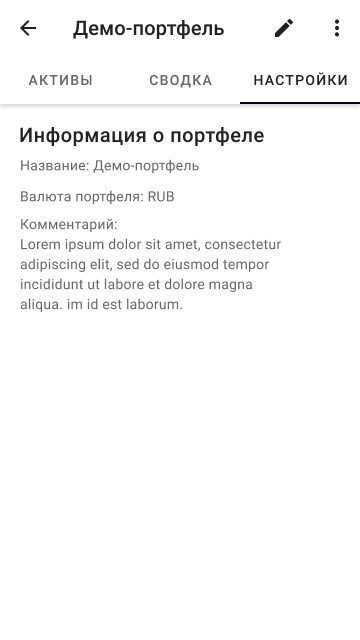 Демо-портфель
АКТИВЫ СВОДКА НАСТРОЙКИ
Информация о портфеле
Название: Демо-портфель
Валюта портфеля: RUB
Комментарий:
Lorem ipsum dolor sit amet, consectetur
adipiscing elit, sed do eiusmod tempor
incididunt ut labore et dolore magna
aliqua. im id est laborum.